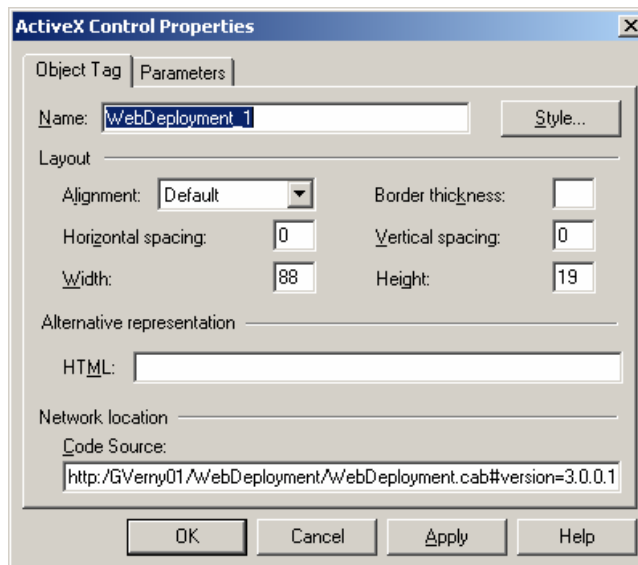 ActiveX Control Properties
Object Tag Parameters
Name: WebDeployment_1 Style...
Layout
Alignment: Default Border thickness:
Horizontal spacing: 0 Vertical spacing: 0
Width: 88 Height: 19
Alternative representation
HTML:
Network location
Code Source:
http:/GVerny01/WebDeployment/WebDeployment.cab#version=3.0.0.1
OK Cancel Apply Help